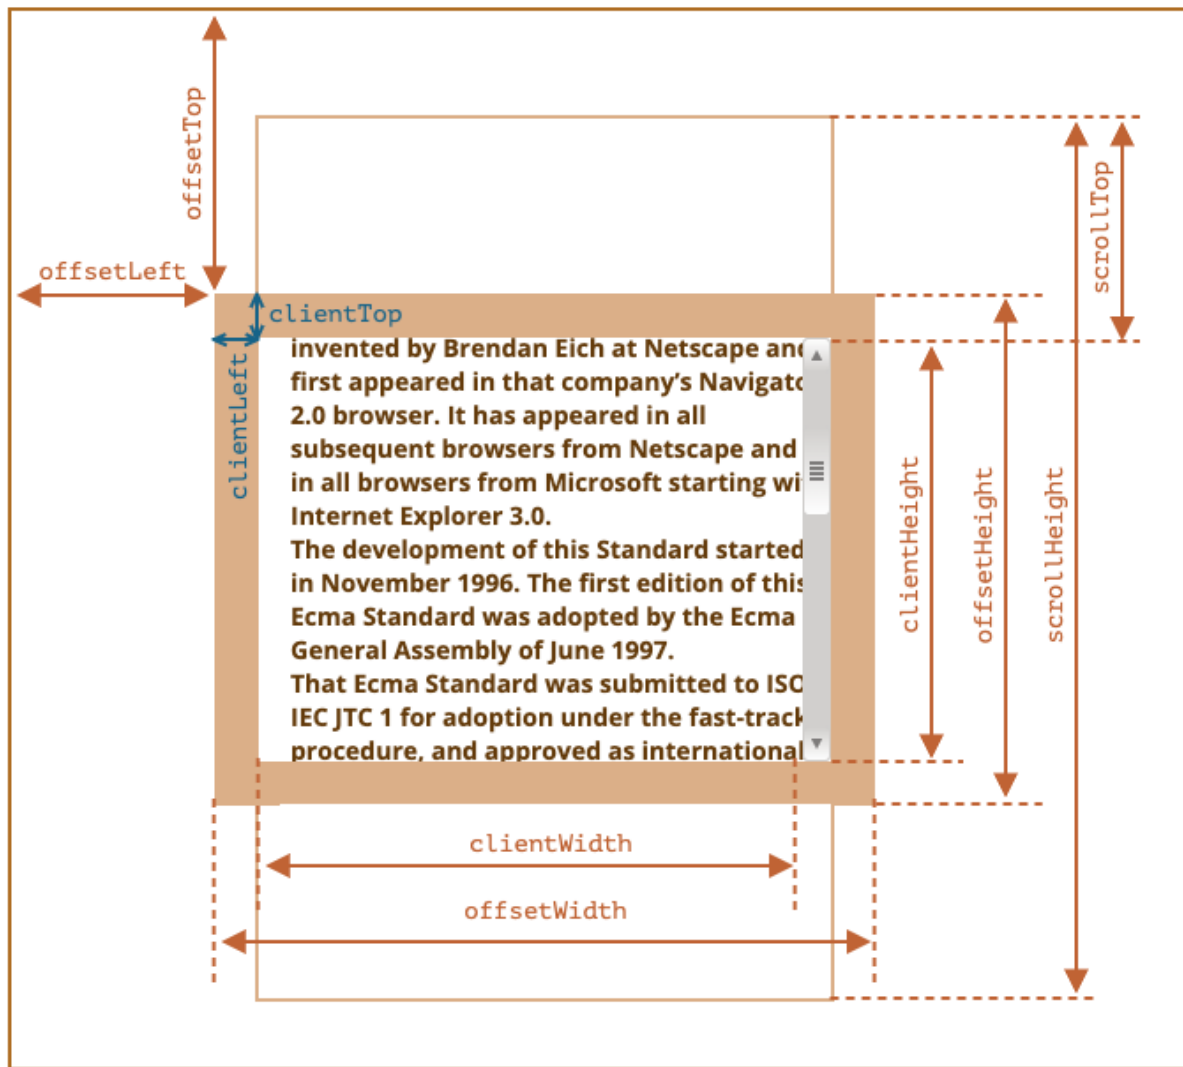 offsetTop
scrollTop
offsetLeft
clientTop
clientLeft
invented by Brendan Eich at Netscape and
first appeared in that company’s Navigato
2.0 browser. It has appeared in all
subsequent browsers from Netscape and
in all browsers from Microsoft starting wi
Internet Explorer 3.0.
The development of this Standard started
in November 1996. The first edition of this
Ecma Standard was adopted by the Ecma
General Assembly of June 1997.
That Ecma Standard was submitted to ISO
IEC JTC 1 for adoption under the fast-track
procedure, and approved as international
clientHeight
offsetHeight
scrollHeight
clientWidth
offsetWidth